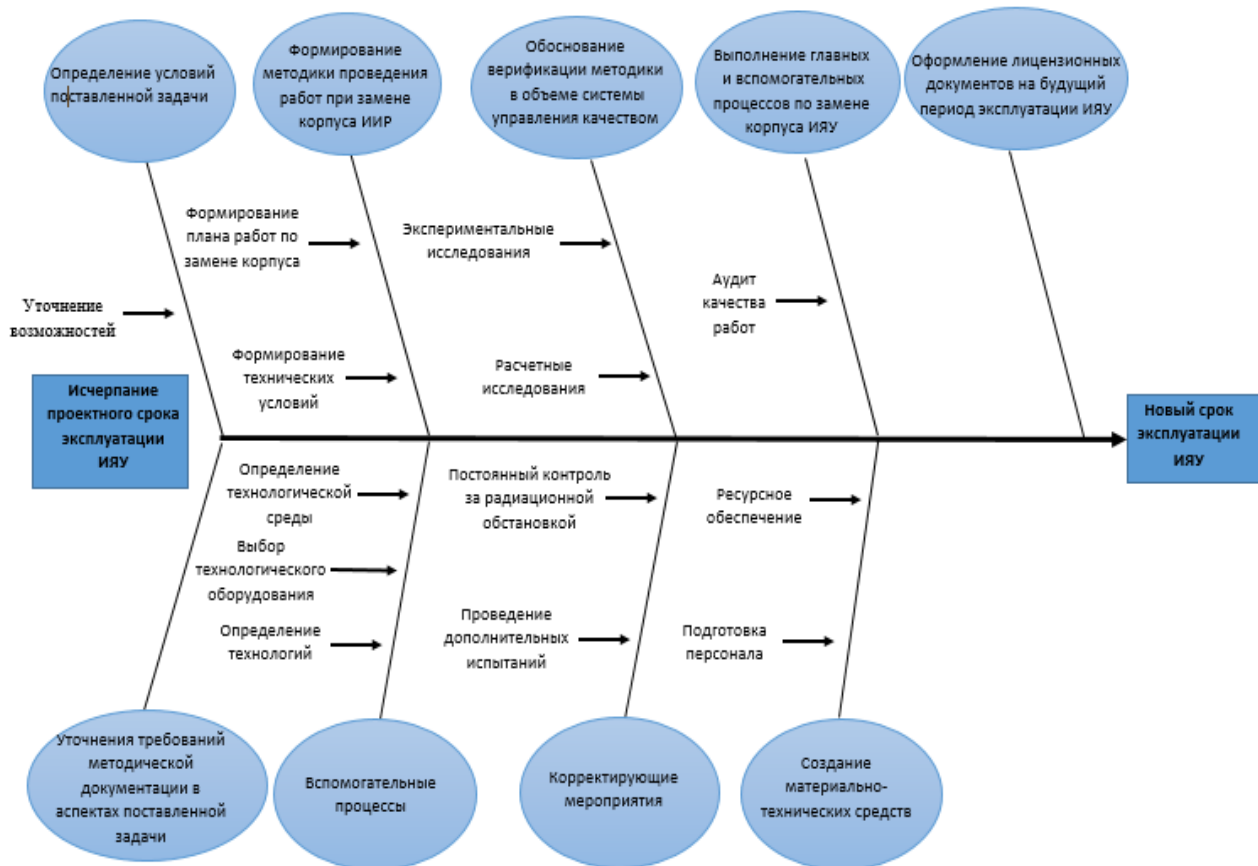 Определение условий
поставленной задачи
Формирование
методики проведения
работ при замене
корпуса ИИР
Обоснование
верификации методики
в объеме системы
управления качеством
Выполнение главных
и вспомогательных
процессов по замене
корпуса ИЯУ
Оформление лицензионных
документов на будущий
период эксплуатации ИЯУ
Формирование
плана работ по
замене корпуса
Экспериментальные
исследования
Аудит
качества
работ
Уточнение
возможностей
Формирование
технических
условий
Расчетные
исследования
Исчерпание
проектного срока
эксплуатации
ИЯУ
Новый срок
эксплуатации
ИЯУ
Определение
технологической
среды
Постоянный контроль
за радиационной
обстановкой
Ресурсное
обеспечение
Выбор
технологического
оборудования
Определение
технологий
Проведение
дополнительных
испытаний
Подготовка
персонала
Уточнения требований
методической
документации в
аспектах поставленной
задачи
Вспомогательные
процессы
Корректирующие
мероприятия
Создание
материально-
технических средств